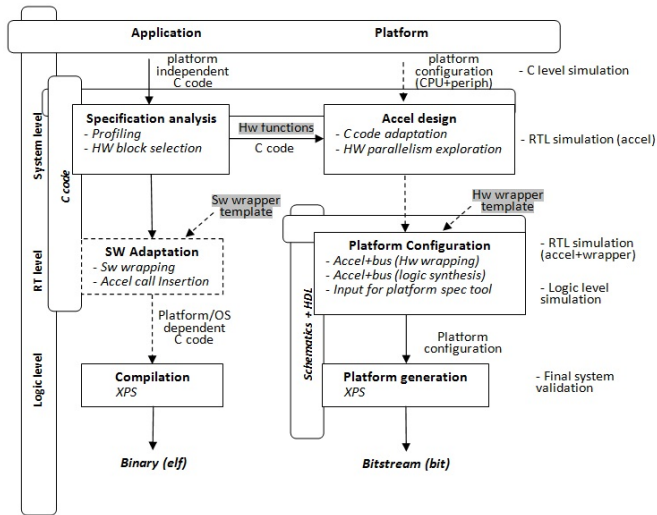 Application
Platform
platform
independent
C code
platform
configuration
(CPU+periph)
- C level simulation
System level
RT level
Logic level
C code
Specification analysis
- Profiling
- HW block selection
Hw functions
C code
Accel design
- C code adaptation
- HW parallelism exploration
- RTL simulation (accel)
Sw wrapper
template
Hw wrapper
template
SW Adaptation
- Sw wrapping
- Accel call Insertion
Schematics + HDL
Platform Configuration
- Accel+bus (Hw wrapping)
- Accel+bus (logic synthesis)
- Input for platform spec tool
- RTL simulation
(accel+wrapper)
- Logic level
simulation
Platform/OS
dependent
C code
Platform
configuration
Compilation
XPS
Platform generation
XPS
- Final system
validation
Binary (elf)
Bitstream (bit)